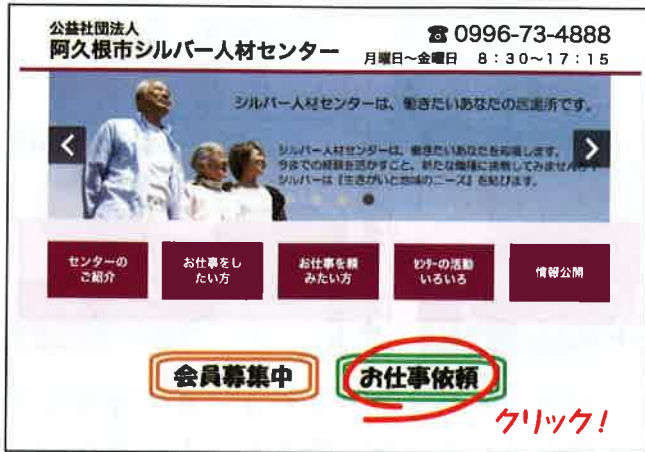 公益社団法人
阿久根市シルバー人材センター
☎ 0996-73-4888
月曜日～金曜日 8:30～17:15
シルバー人材センターは、働きたいあなたの応援所です。
シルバー人材センターは、働きたいあなたを応援します。
今までの経験を活かすこと、新たな職種に挑戦してみませんか
シルバーは『生きがいと地域のニーズ』を結びます。
センターの
ご紹介
お仕事をし
たい方
お仕事を頼
みたい方
センターの活動
いろいろ
情報公開
会員募集中
お仕事依頼
クリック!